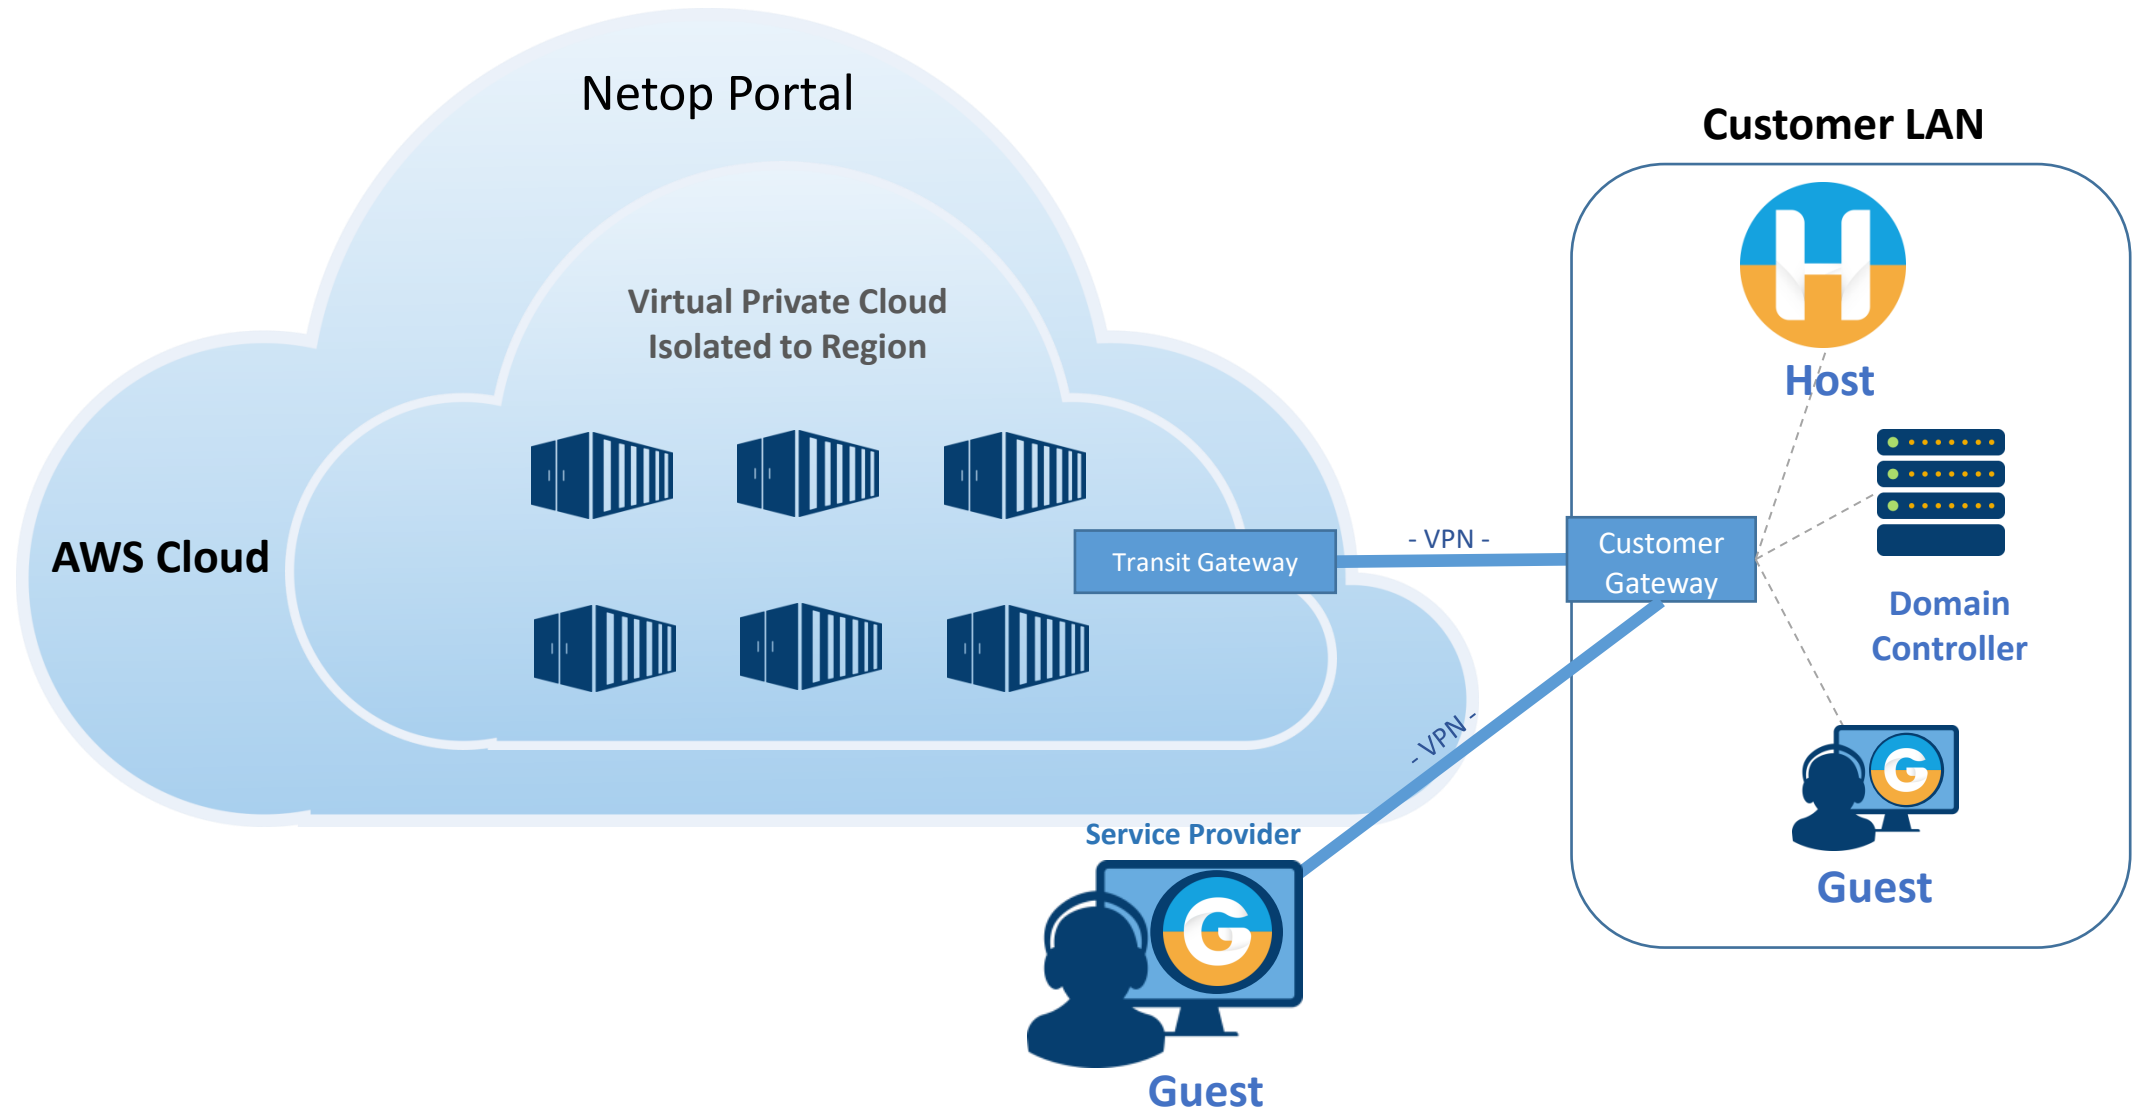 Netop Portal
Customer LAN
Virtual Private Cloud
Isolated to Region
AWS Cloud
H
Host
Transit Gateway
- VPN -
Customer
Gateway
Domain
Controller
- VPN -
G
Guest
Service Provider
G
Guest